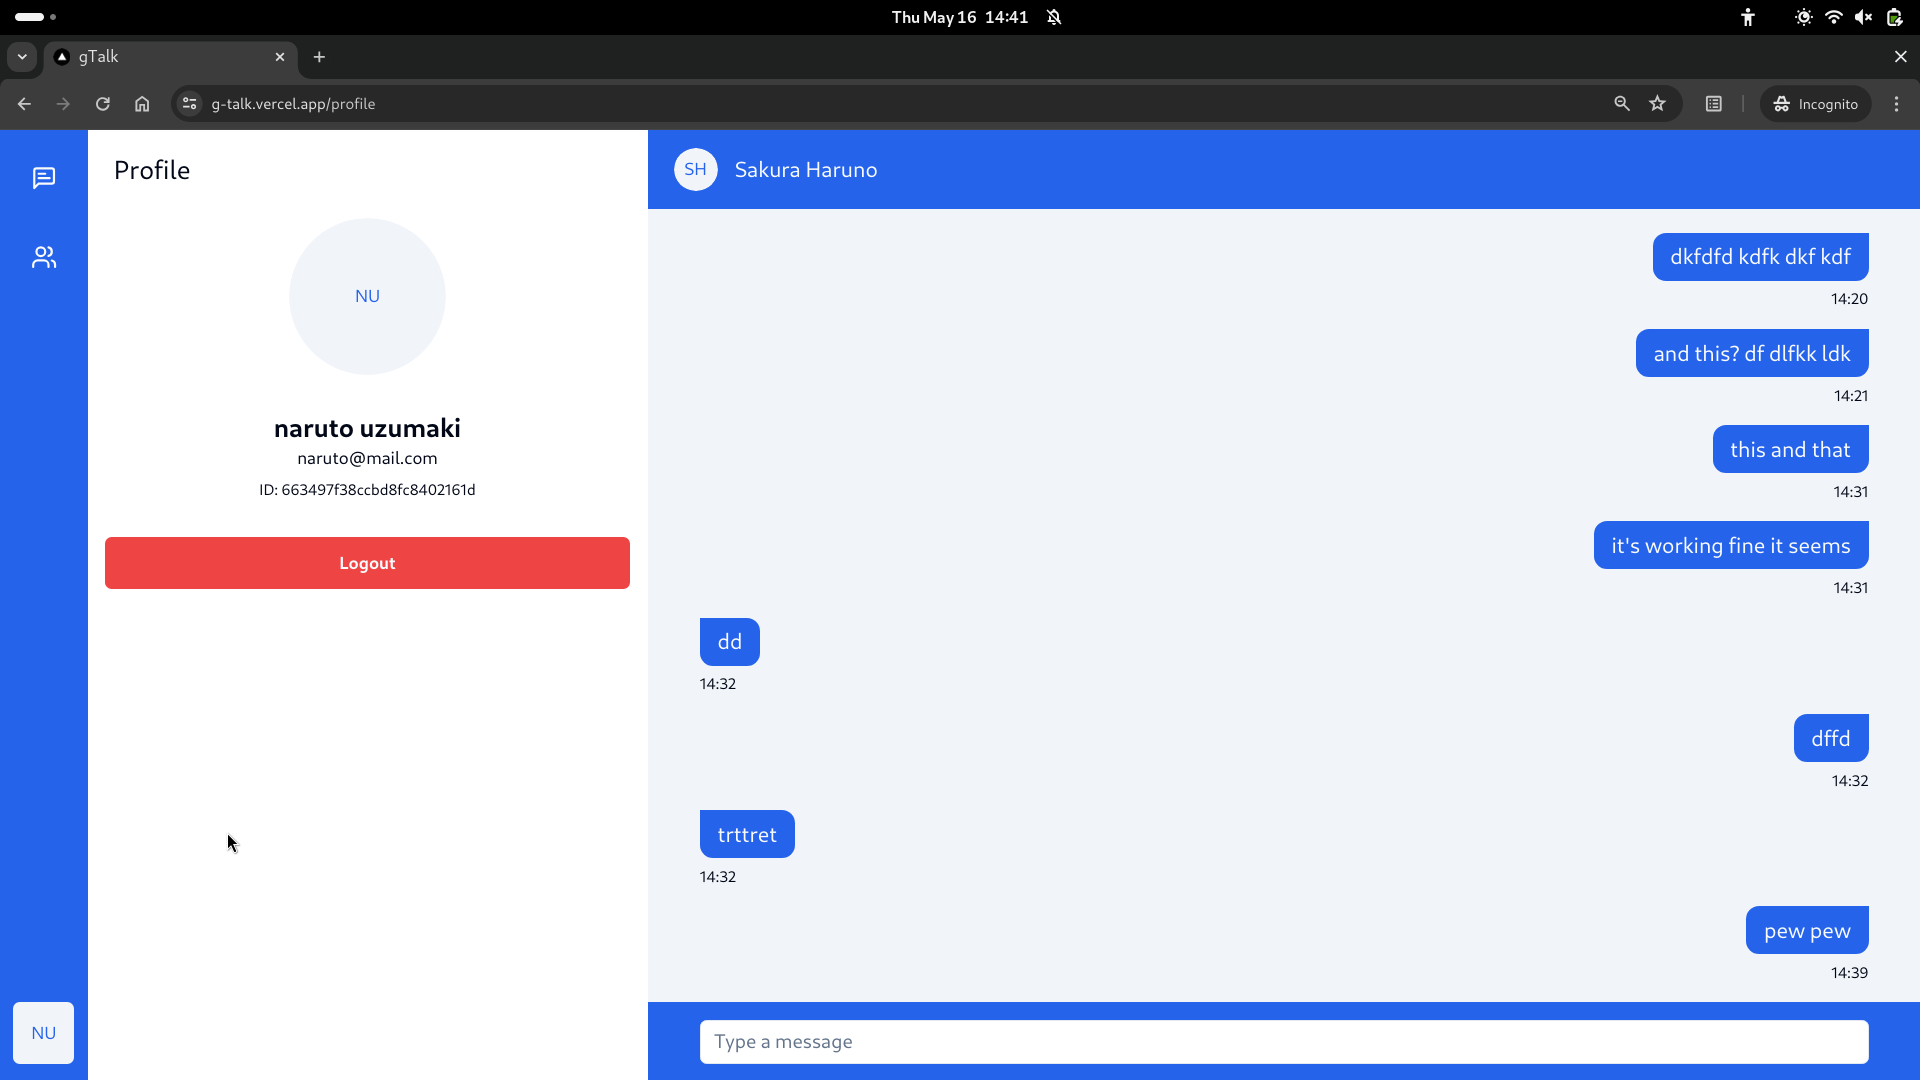 Thu May 16 14:41
gTalk
g-talk.vercel.app/profile
Incognito
Profile
NU
naruto uzumaki
naruto@mail.com
ID: 663497f38ccbd8fc8402161d
Logout
NU
SH Sakura Haruno
dkfdfd kdfk dkf kdf
14:20
and this? df dlfkk ldk
14:21
this and that
14:31
it's working fine it seems
14:31
dd
14:32
dffd
14:32
trttret
14:32
pew pew
14:39
Type a message